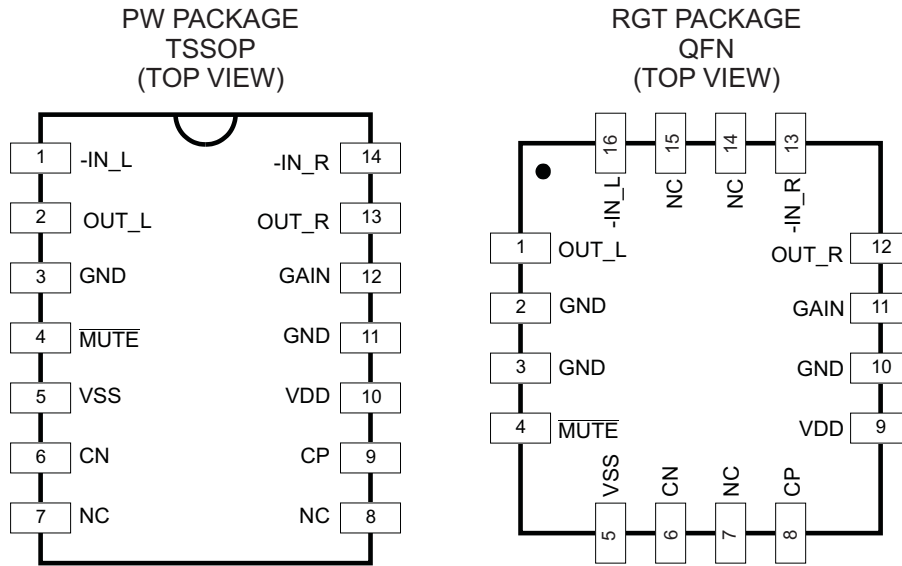 PW PACKAGE
TSSOP
(TOP VIEW)
1 -IN_L
2 OUT_L
3 GND
4 MUTE
5 VSS
6 CN
7 NC
-IN_R 14
OUT_R 13
GAIN 12
GND 11
VDD 10
CP 9
NC 8
RGT PACKAGE
QFN
(TOP VIEW)
16 -IN_L
15 NC
14 NC
13 -IN_R
1 OUT_L
2 GND
3 GND
4 MUTE
OUT_R 12
GAIN 11
GND 10
VDD 9
5 VSS
6 CN
7 NC
8 CP